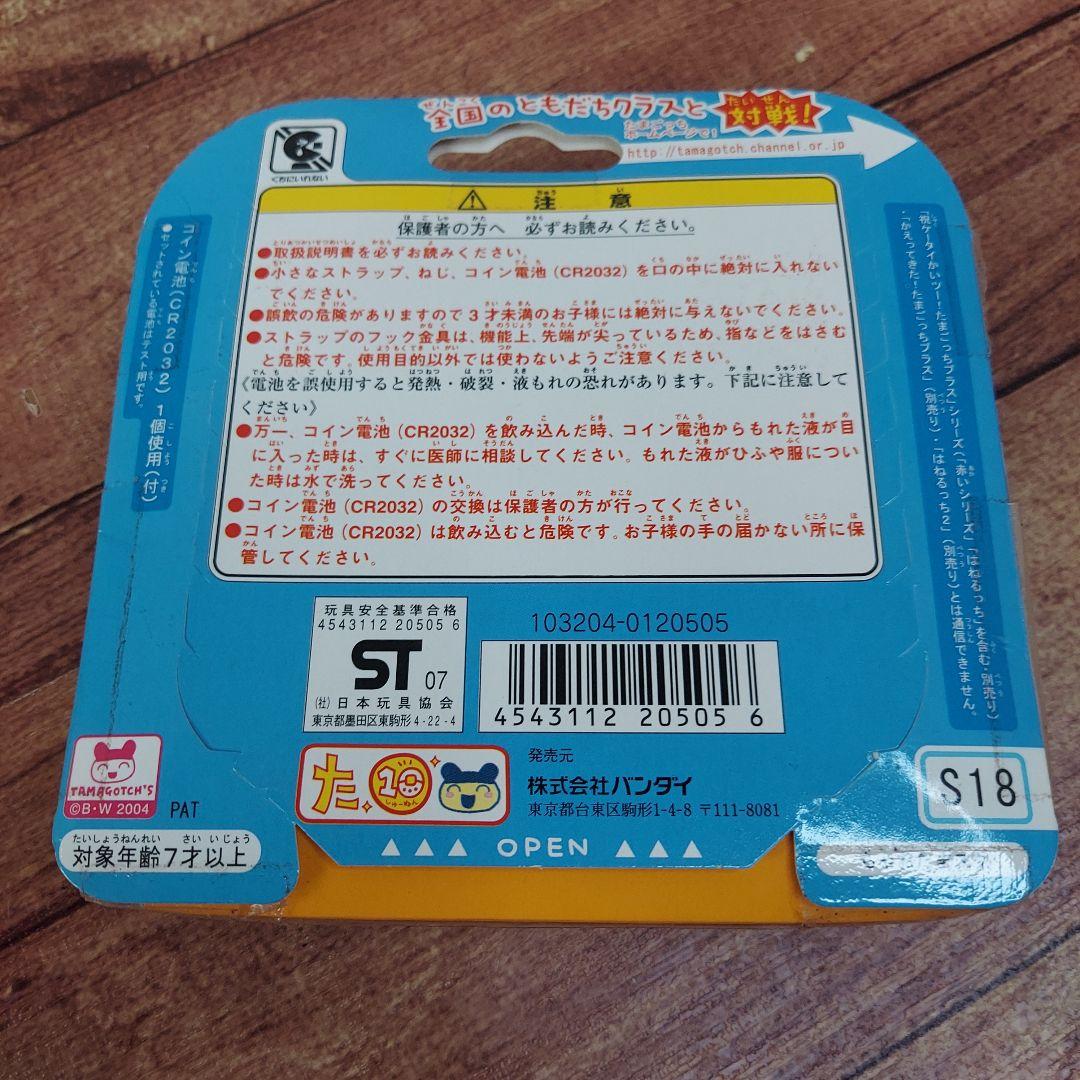 全国のともだちクラスと対戦!
たまごっち
ホームページで!
http://tamagotch.channel.or.jp
くちにいれない
⚠ 注意
保護者の方へ 必ずお読みください。
●取扱説明書を必ずお読みください。
●小さなストラップ、ねじ、コイン電池(CR2032)を口の中に絶対に入れない
でください。
●誤飲の危険がありますので3才未満のお子様には絶対に与えないでください。
●ストラップのフック金具は、機能上、先端が尖っているため、指などをはさむ
と危険です。使用目的以外では使わないようご注意ください。
《電池を誤使用すると発熱・破裂・液もれの恐れがあります。下記に注意して
ください》
●万一、コイン電池(CR2032)を飲み込んだ時、コイン電池からもれた液が目
に入った時は、すぐに医師に相談してください。もれた液がひふや服につい
た時は水で洗ってください。
●コイン電池(CR2032)の交換は保護者の方が行ってください。
●コイン電池(CR2032)は飲み込むと危険です。お子様の手の届かない所に保
管してください。
コイン電池(CR2032)1個使用(付)
●セットされている電池はテスト用です。
「祝ケータイかいツー!たまごっちプラス」シリーズ(「赤いシリーズ」「はねるっち」を含む・別売り)
・「かえってきた!たまごっちプラス」(別売り)・「はねるっち2」(別売り)とは通信できません。
玩具安全基準合格
4543112 20505 6
ST 07
(社)日本玩具協会
東京都墨田区東駒形4-22-4
103204-0120505
4543112 205056
TAMAGOTCH'S
©B・W 2004
PAT
た.10
しゅーねん
発売元
株式会社バンダイ
東京都台東区駒形1-4-8 〒111-8081
S18
たいしょうねんれい さい いじょう
対象年齢7才以上
▲▲▲ OPEN ▲▲▲